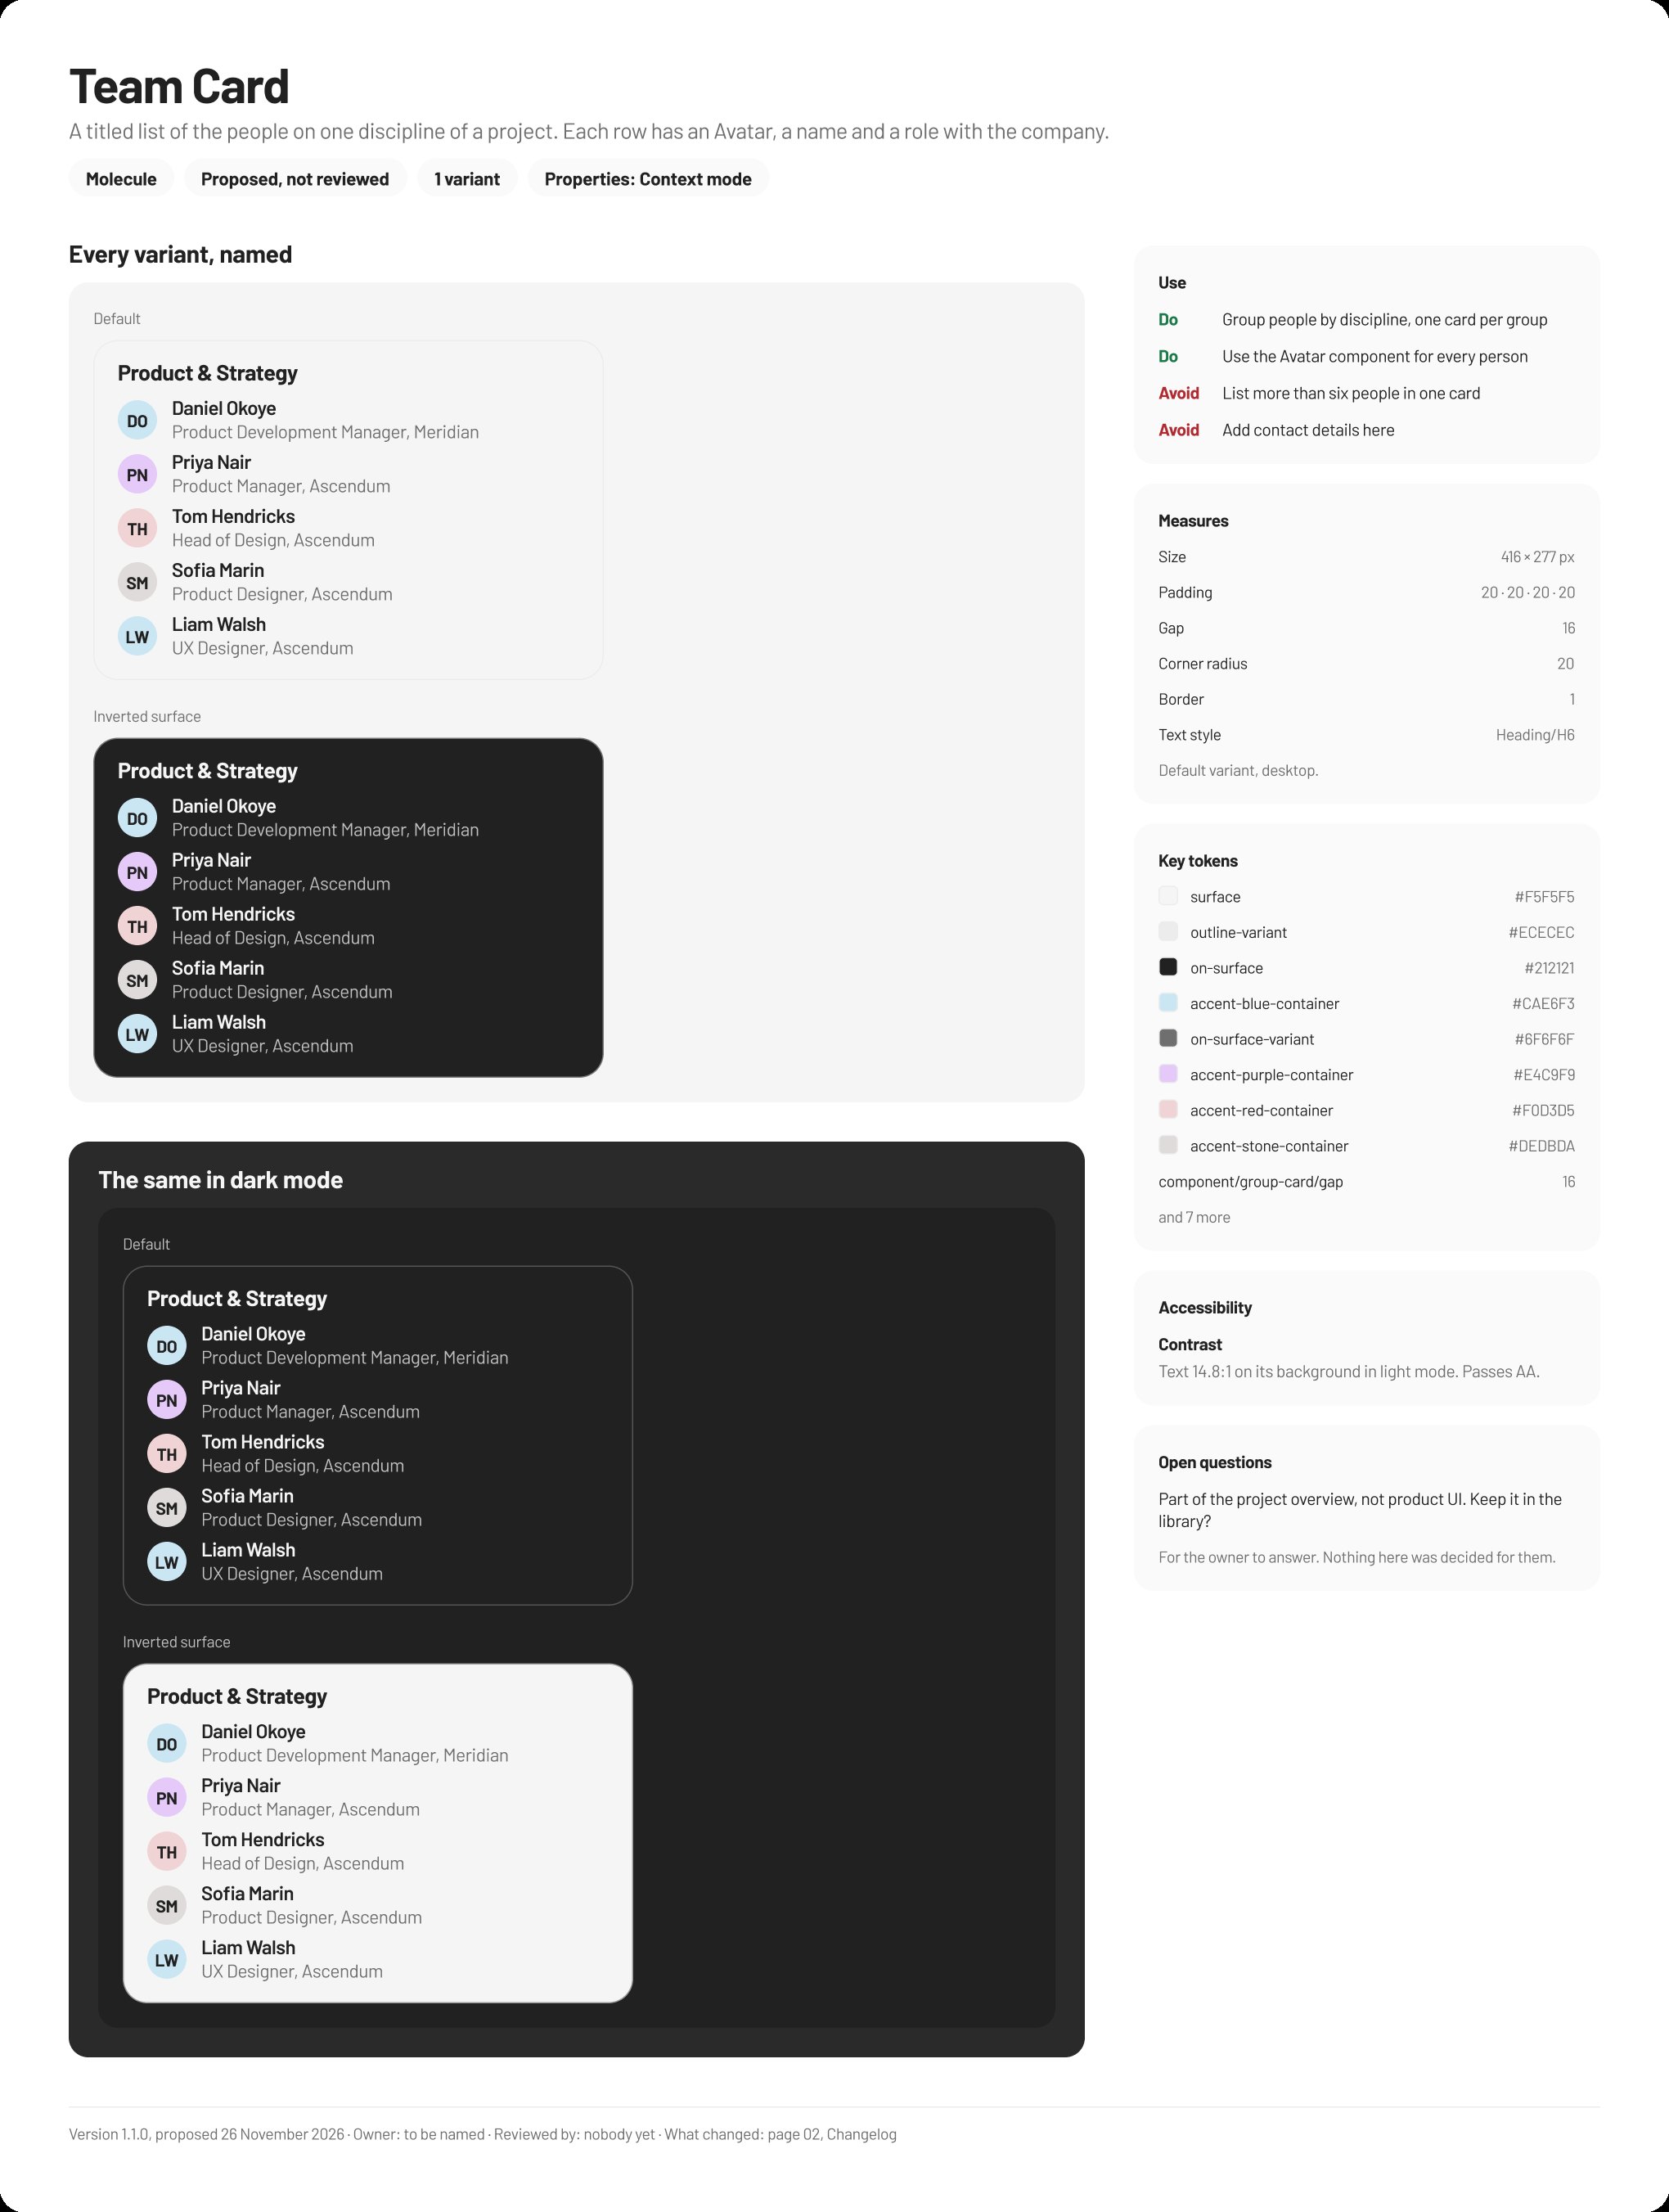 Team Card
A titled list of the people on one discipline of a project. Each row has an Avatar, a name and a role with the company.
Molecule
Proposed, not reviewed
1 variant
Properties: Context mode
Every variant, named
Default
Product & Strategy
DO
Daniel Okoye
Product Development Manager, Meridian
PN
Priya Nair
Product Manager, Ascendum
TH
Tom Hendricks
Head of Design, Ascendum
SM
Sofia Marin
Product Designer, Ascendum
LW
Liam Walsh
UX Designer, Ascendum
Inverted surface
Product & Strategy
DO
Daniel Okoye
Product Development Manager, Meridian
PN
Priya Nair
Product Manager, Ascendum
TH
Tom Hendricks
Head of Design, Ascendum
SM
Sofia Marin
Product Designer, Ascendum
LW
Liam Walsh
UX Designer, Ascendum
The same in dark mode
Default
Product & Strategy
DO
Daniel Okoye
Product Development Manager, Meridian
PN
Priya Nair
Product Manager, Ascendum
TH
Tom Hendricks
Head of Design, Ascendum
SM
Sofia Marin
Product Designer, Ascendum
LW
Liam Walsh
UX Designer, Ascendum
Inverted surface
Product & Strategy
DO
Daniel Okoye
Product Development Manager, Meridian
PN
Priya Nair
Product Manager, Ascendum
TH
Tom Hendricks
Head of Design, Ascendum
SM
Sofia Marin
Product Designer, Ascendum
LW
Liam Walsh
UX Designer, Ascendum
Use
Do Group people by discipline, one card per group
Do Use the Avatar component for every person
Avoid List more than six people in one card
Avoid Add contact details here
Measures
Size 416 × 277 px
Padding 20 · 20 · 20 · 20
Gap 16
Corner radius 20
Border 1
Text style Heading/H6
Default variant, desktop.
Key tokens
surface #F5F5F5
outline-variant #ECECEC
on-surface #212121
accent-blue-container #CAE6F3
on-surface-variant #6F6F6F
accent-purple-container #E4C9F9
accent-red-container #F0D3D5
accent-stone-container #DEDBDA
component/group-card/gap 16
and 7 more
Accessibility
Contrast
Text 14.8:1 on its background in light mode. Passes AA.
Open questions
Part of the project overview, not product UI. Keep it in the
library?
For the owner to answer. Nothing here was decided for them.
Version 1.1.0, proposed 26 November 2026 · Owner: to be named · Reviewed by: nobody yet · What changed: page 02, Changelog